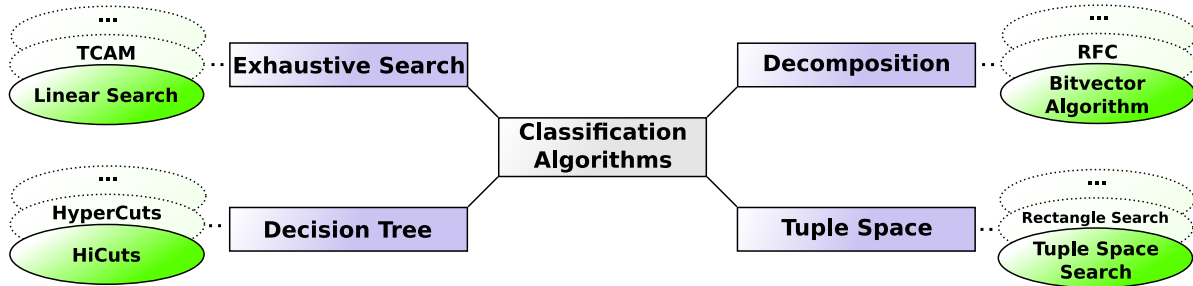 ...
TCAM
Linear Search
Exhaustive Search
...
HyperCuts
HiCuts
Decision Tree
Classification
Algorithms
Decomposition
...
RFC
Bitvector
Algorithm
Tuple Space
...
Rectangle Search
Tuple Space
Search